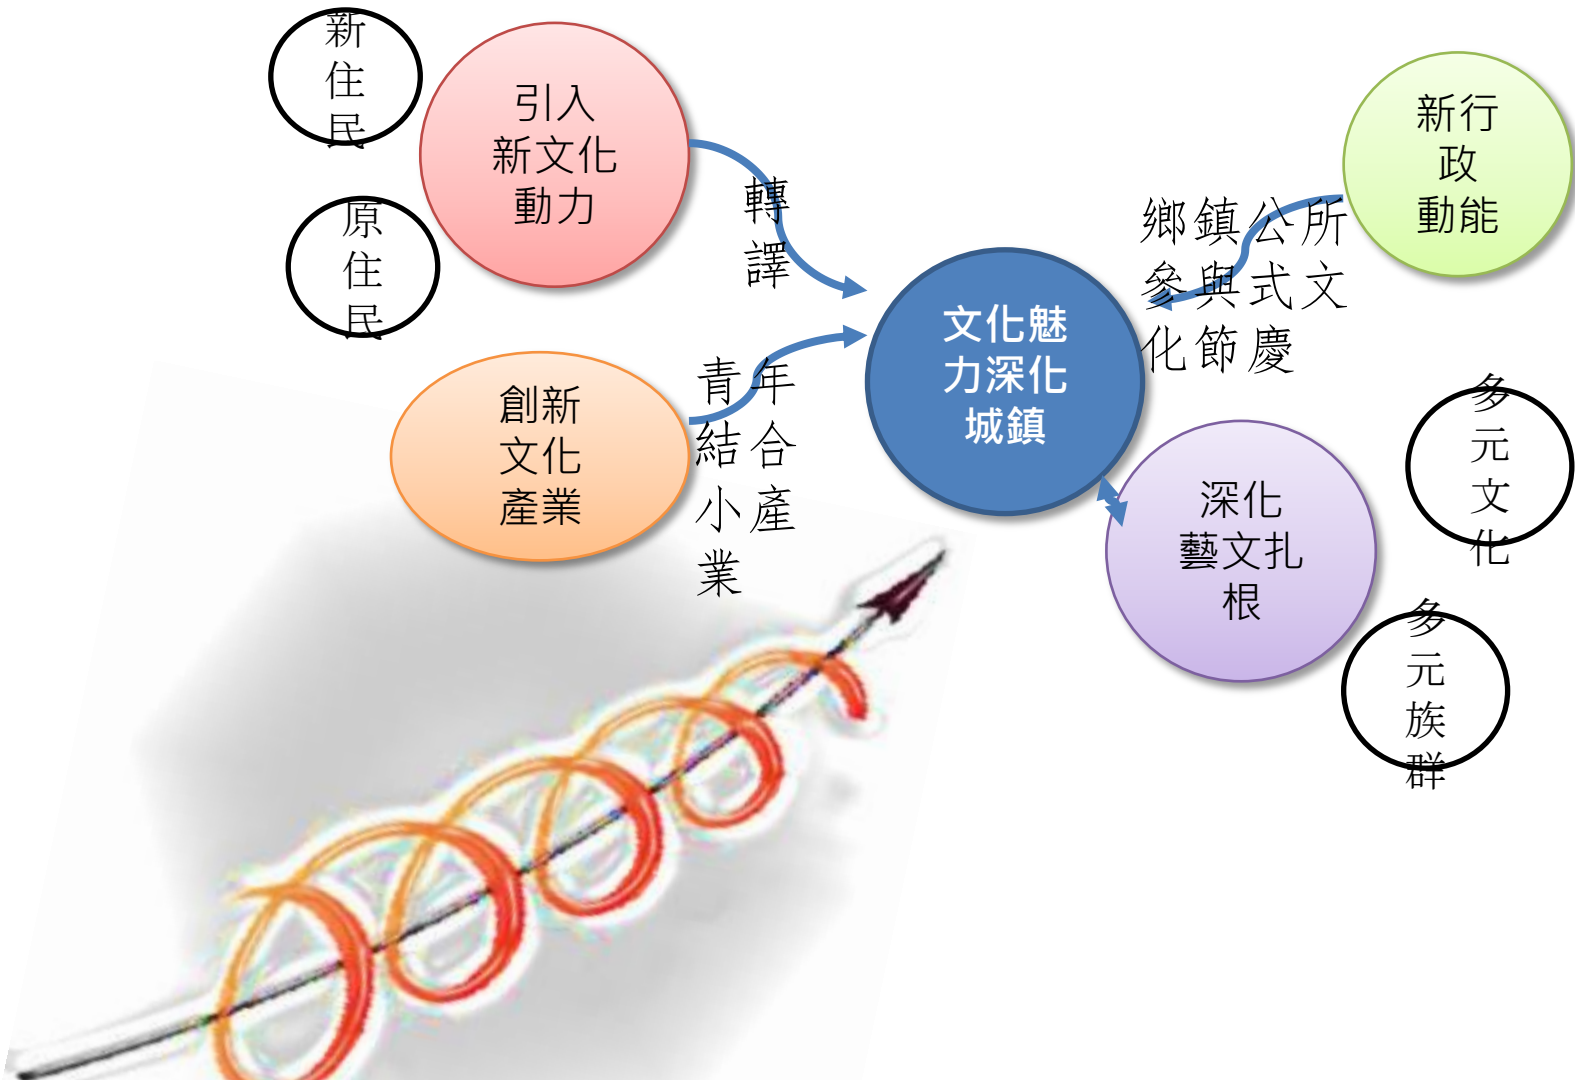 新
住
民
引入
新文化
動力
原
住
民
轉
譯
創新
文化
產業
青年
結合
小產
業
文化魅
力深化
城鎮
鄉鎮公所
參與式文
化節慶
新行
政
動能
深化
藝文扎
根
多
元
文
化
多
元
族
群